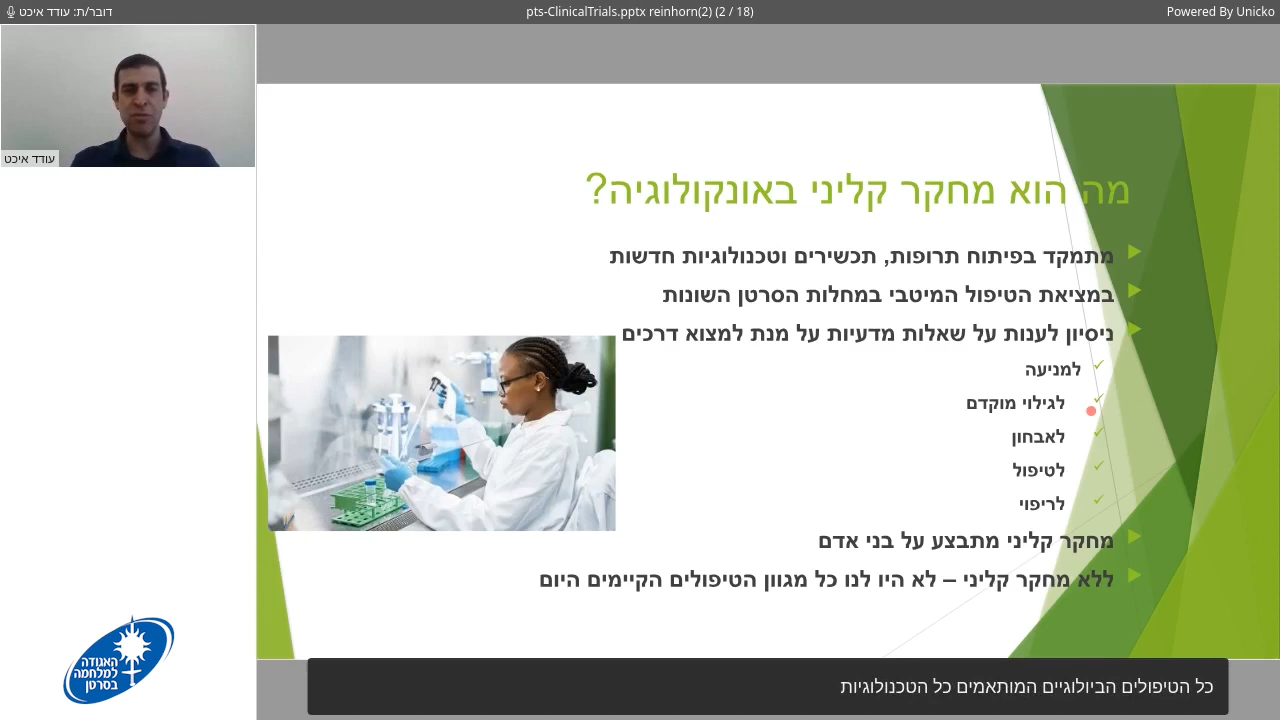 דובר/ת: עודד איכט
pts-ClinicalTrials.pptx reinhorn(2) (2 / 18)
Powered By Unicko
עודד איכט
מה הוא מחקר קליני באונקולוגיה?
מתמקד בפיתוח תרופות, תכשירים וטכנולוגיות חדשות
במציאת הטיפול המיטבי במחלות הסרטן השונות
ניסיון לענות על שאלות מדעיות על מנת למצוא דרכים
למניעה
לגילוי מוקדם
לאבחון
לטיפול
לריפוי
מחקר קליני מתבצע על בני אדם
ללא מחקר קליני – לא היו לנו כל מגוון הטיפולים הקיימים היום
האגודה
למלחמה
בסרטן
כל הטיפולים הביולוגיים המותאמים כל הטכנולוגיות